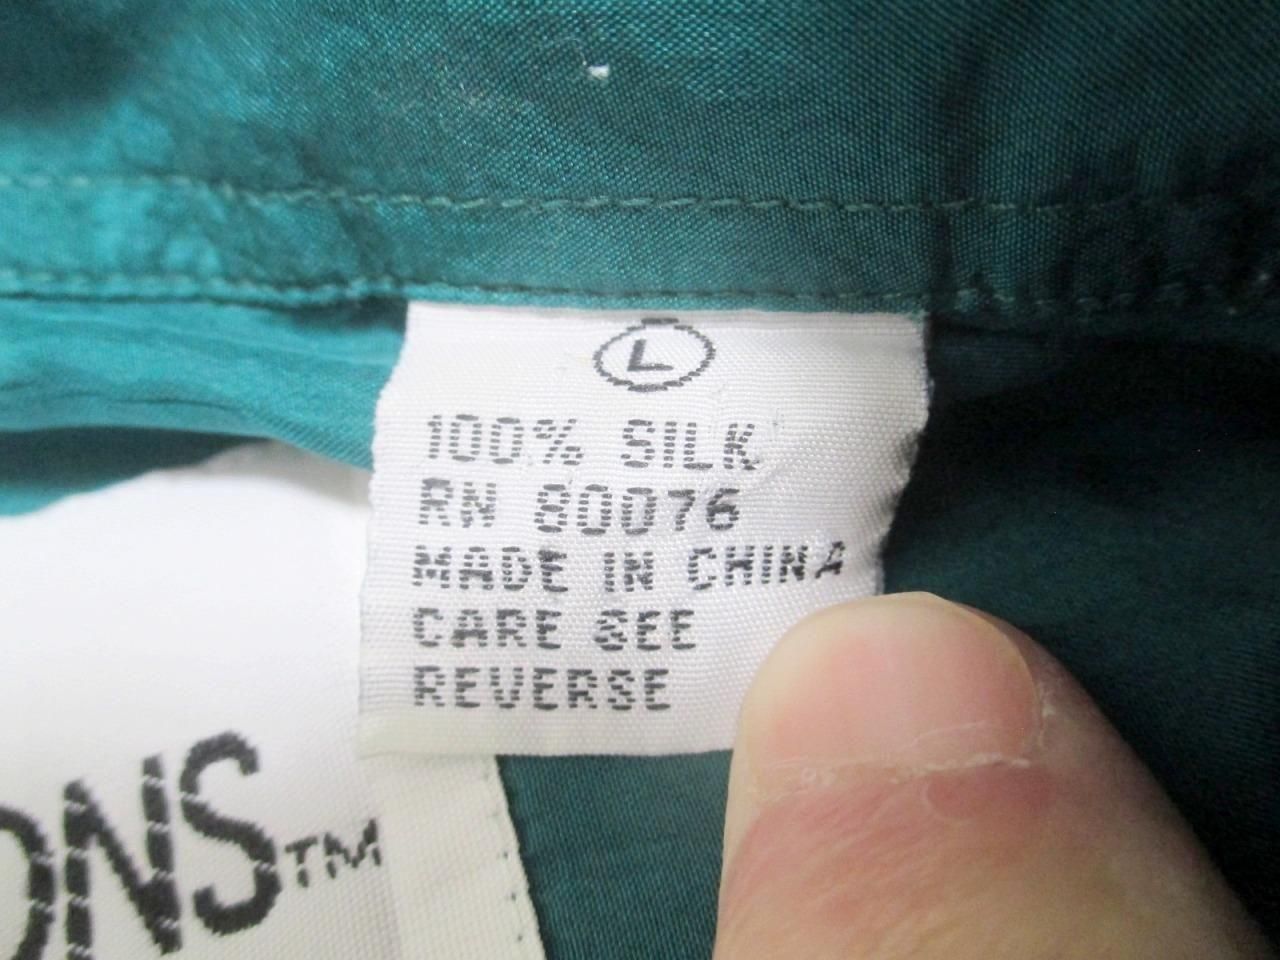 L
100% SILK
RN 80076
MADE IN CHINA
CARE SEE
REVERSE
ONS™